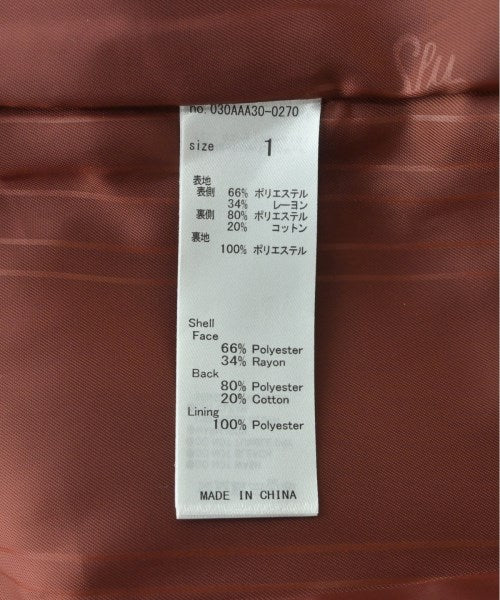 no. 030AAA30-0270
size 1
表地
表側 66% ポリエステル
34% レーヨン
裏側 80% ポリエステル
20% コットン
裏地
100% ポリエステル
Shell
Face
66% Polyester
34% Rayon
Back
80% Polyester
20% Cotton
Lining
100% Polyester
MADE IN CHINA